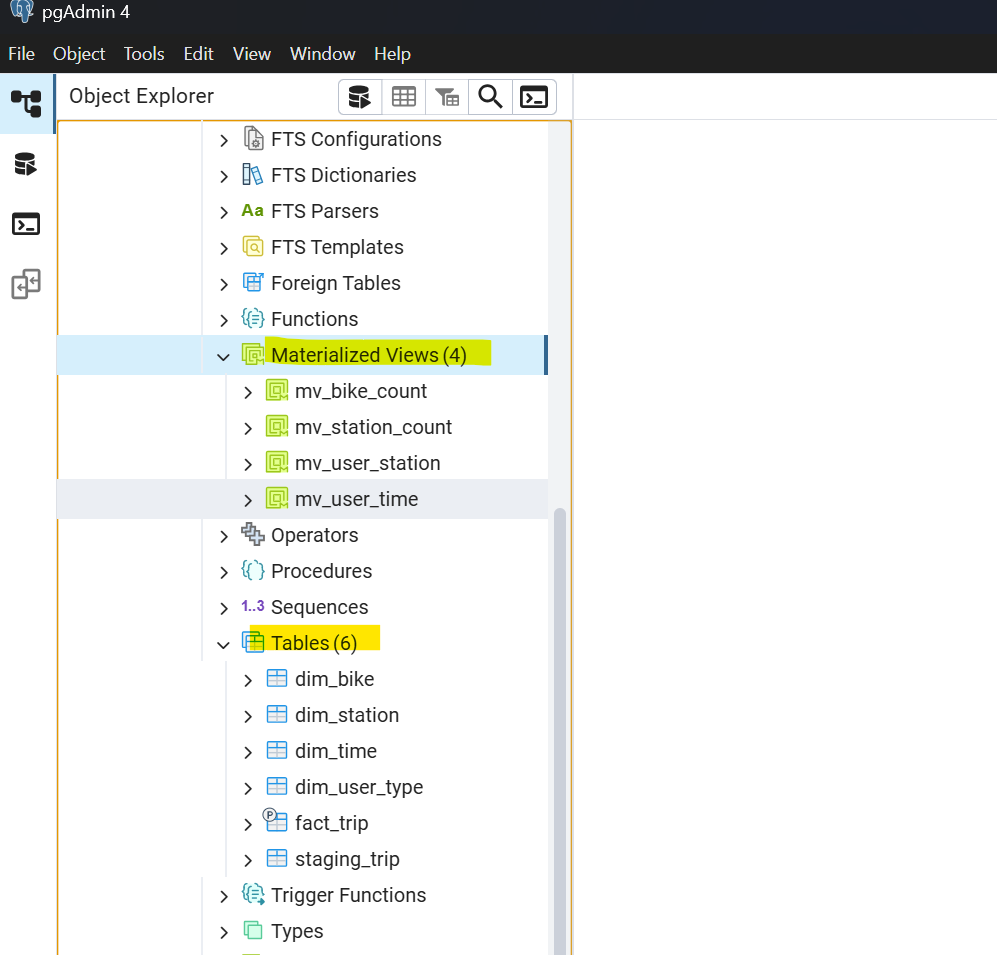 pgAdmin 4
File Object Tools Edit View Window Help
Object Explorer
FTS Configurations
FTS Dictionaries
Aa FTS Parsers
FTS Templates
Foreign Tables
Functions
Materialized Views (4)
mv_bike_count
mv_station_count
mv_user_station
mv_user_time
Operators
Procedures
1..3 Sequences
Tables (6)
dim_bike
dim_station
dim_time
dim_user_type
P fact_trip
staging_trip
Trigger Functions
Types